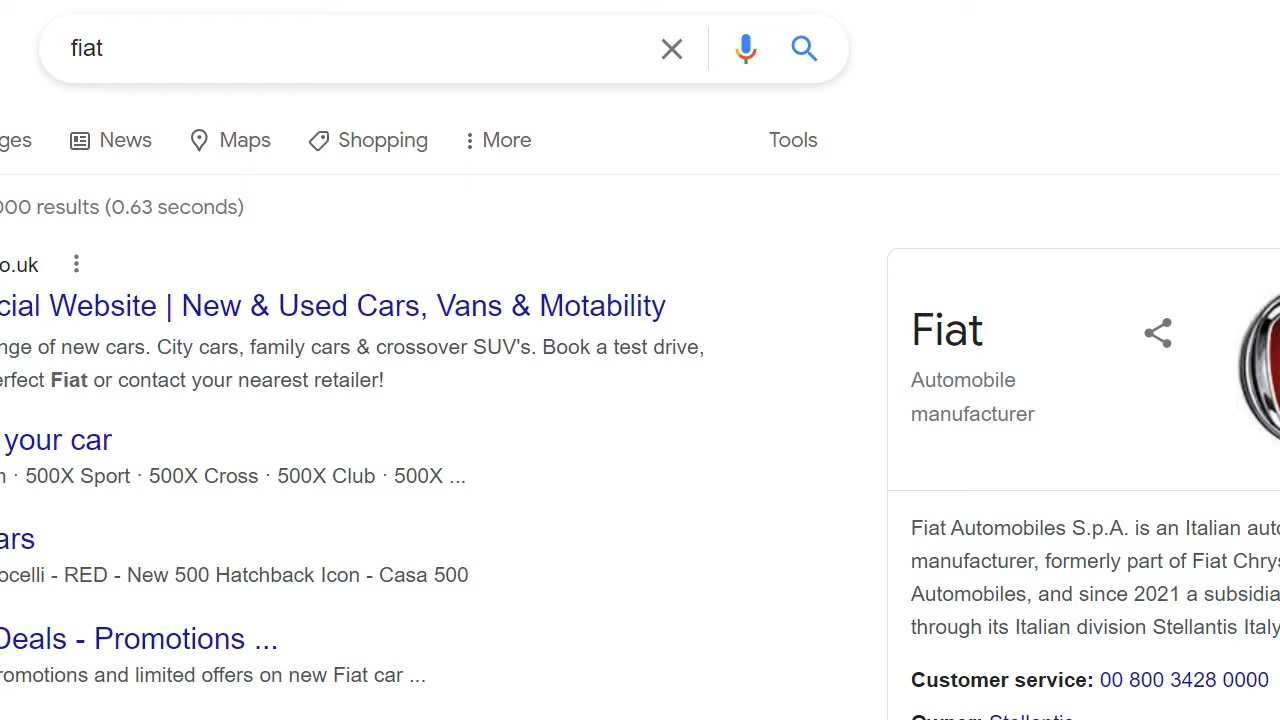 fiat
ges News Maps Shopping More Tools
000 results (0.63 seconds)
o.uk
cial Website | New & Used Cars, Vans & Motability
nge of new cars. City cars, family cars & crossover SUV's. Book a test drive,
erfect Fiat or contact your nearest retailer!
your car
n · 500X Sport · 500X Cross · 500X Club · 500X ...
ars
ocelli - RED - New 500 Hatchback Icon - Casa 500
Deals - Promotions ...
romotions and limited offers on new Fiat car ...
Fiat
Automobile
manufacturer
Fiat Automobiles S.p.A. is an Italian auto
manufacturer, formerly part of Fiat Chrys
Automobiles, and since 2021 a subsidia
through its Italian division Stellantis Italy
Customer service: 00 800 3428 0000
Owner: Stellantis